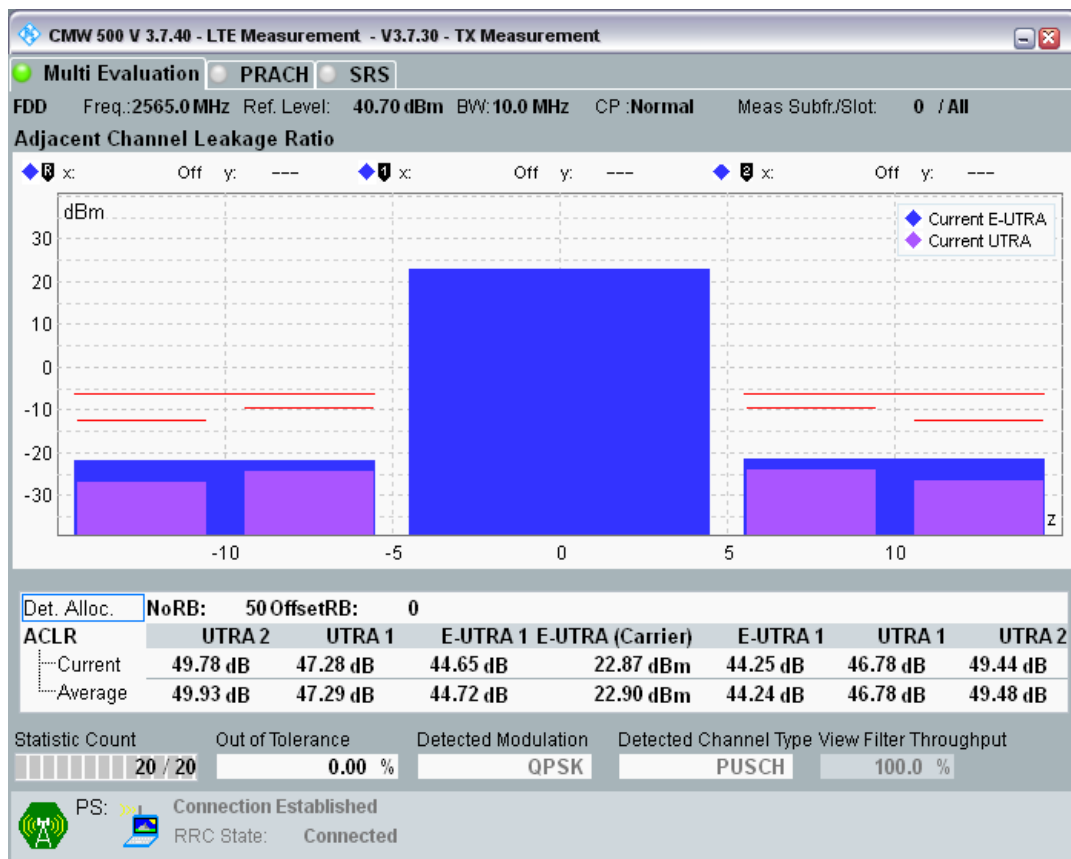 CMW 500 V 3.7.40 - LTE Measurement - V3.7.30 - TX Measurement
Multi Evaluation PRACH SRS
FDD Freq.:2565.0 MHz Ref. Level: 40.70 dBm BW:10.0 MHz CP :Normal Meas Subfr./Slot: 0 / All
Adjacent Channel Leakage Ratio
R x: Off y: --- 1 x: Off y: --- 2 x: Off y: ---
dBm
Current E-UTRA
Current UTRA
30
20
10
0
-10
-20
-30
z
-10 -5 0 5 10
Det. Alloc. NoRB: 50 OffsetRB: 0
ACLR UTRA 2 UTRA 1 E-UTRA 1 E-UTRA (Carrier) E-UTRA 1 UTRA 1 UTRA 2
Current 49.78 dB 47.28 dB 44.65 dB 22.87 dBm 44.25 dB 46.78 dB 49.44 dB
Average 49.93 dB 47.29 dB 44.72 dB 22.90 dBm 44.24 dB 46.78 dB 49.48 dB
Statistic Count Out of Tolerance Detected Modulation Detected Channel Type View Filter Throughput
20 / 20 0.00 % QPSK PUSCH 100.0 %
PS: Connection Established
RRC State: Connected